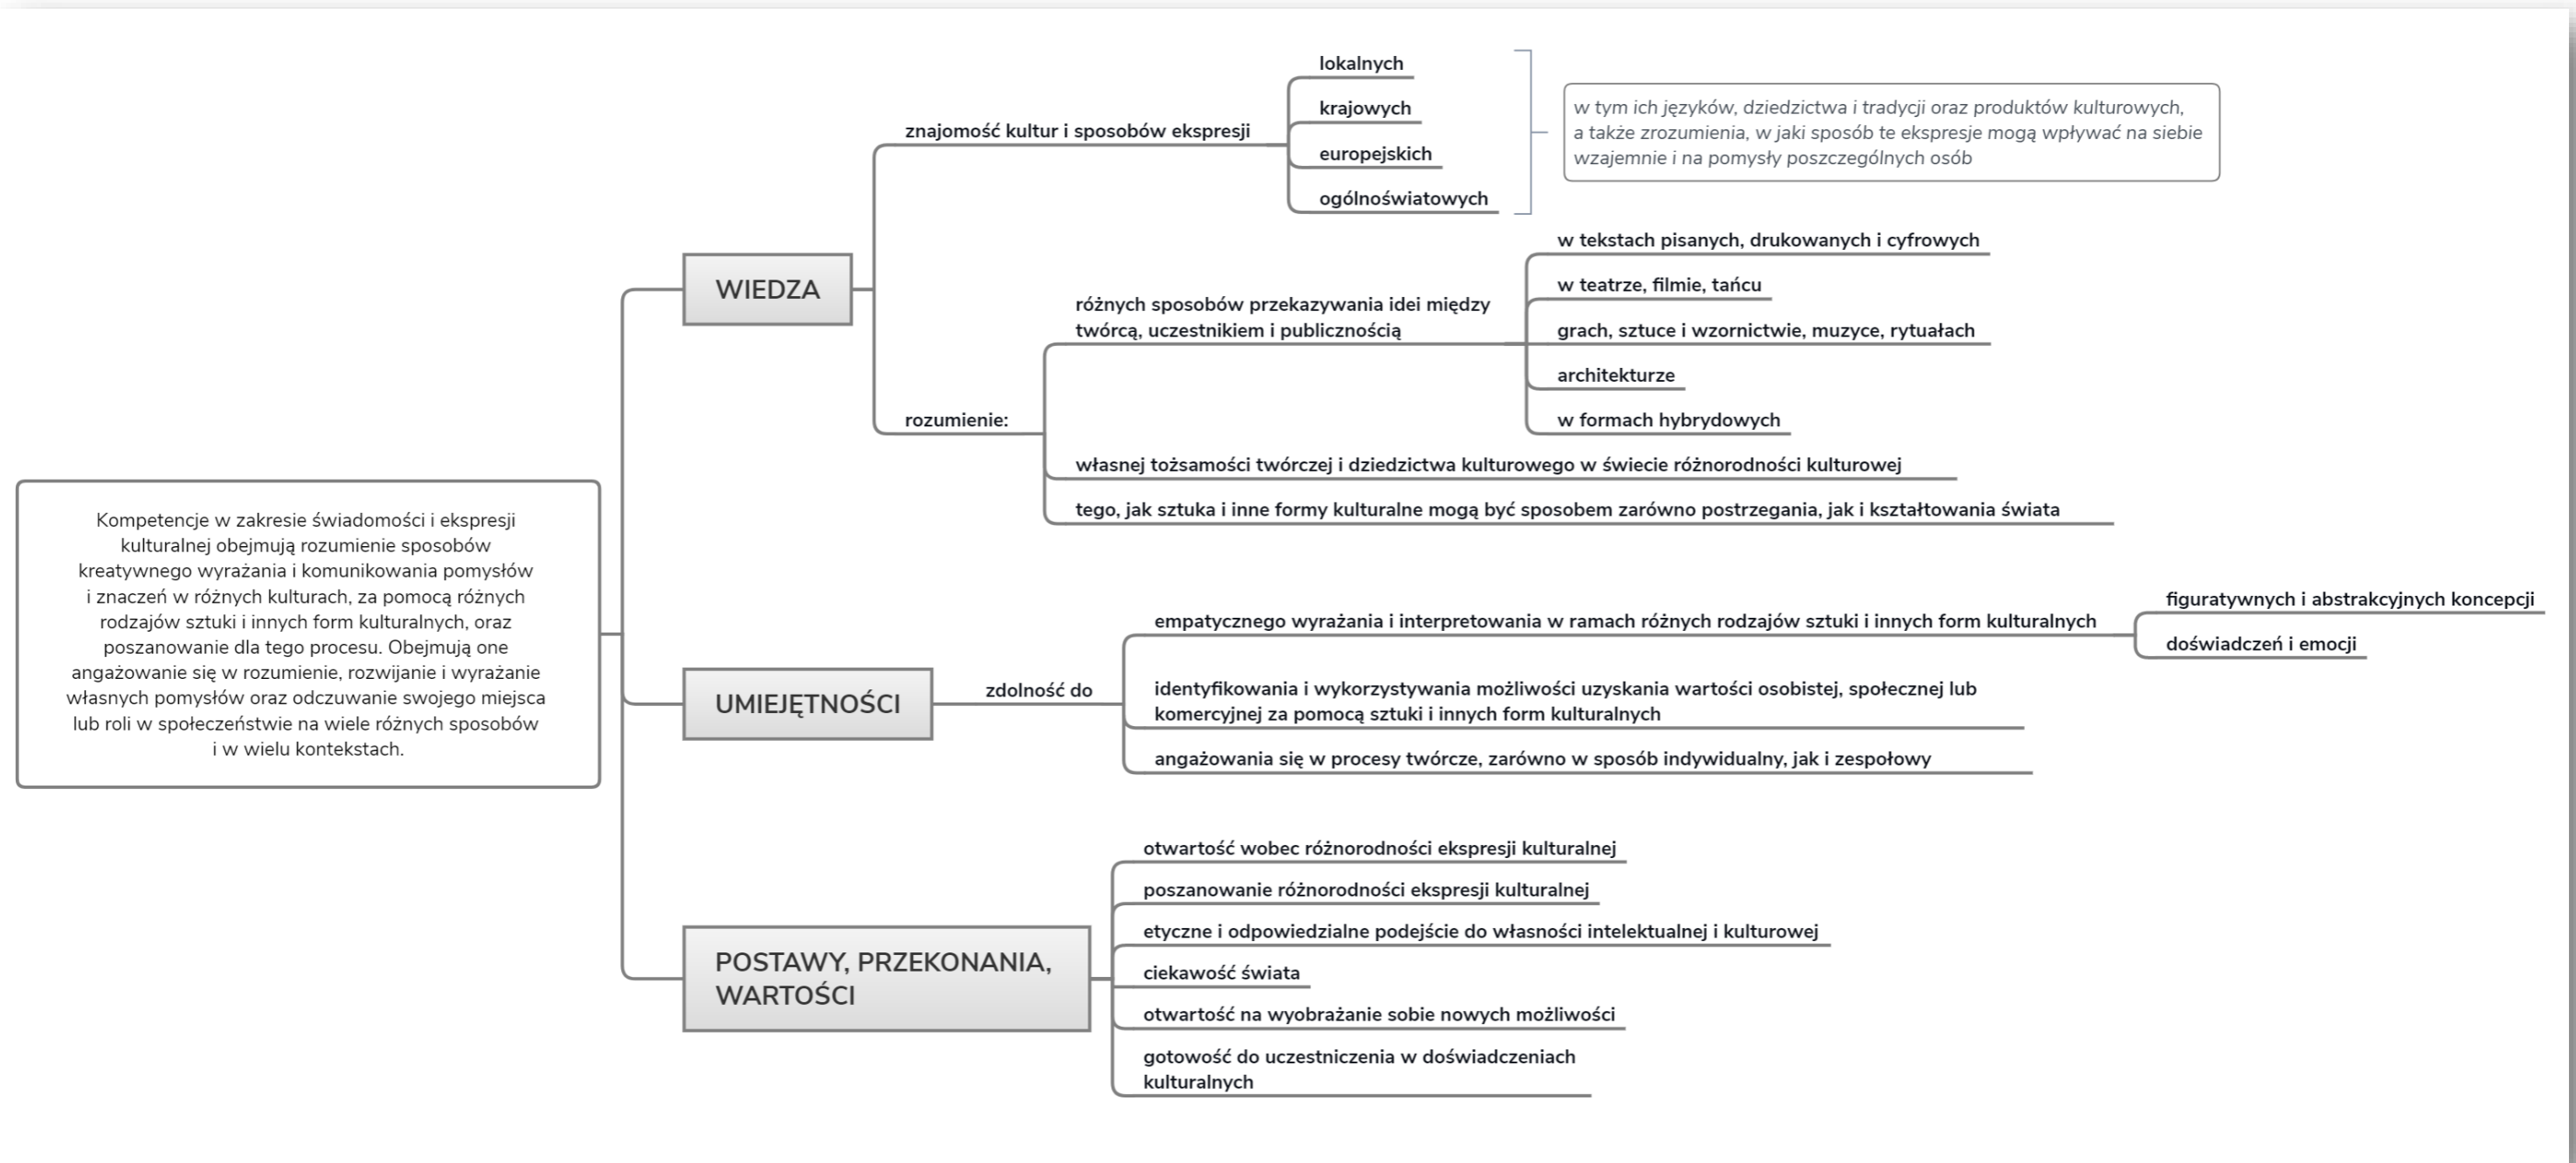 Kompetencje w zakresie świadomości i ekspresji
kulturalnej obejmują rozumienie sposobów
kreatywnego wyrażania i komunikowania pomysłów
i znaczeń w różnych kulturach, za pomocą różnych
rodzajów sztuki i innych form kulturalnych, oraz
poszanowanie dla tego procesu. Obejmują one
angażowanie się w rozumienie, rozwijanie i wyrażanie
własnych pomysłów oraz odczuwanie swojego miejsca
lub roli w społeczeństwie na wiele różnych sposobów
i w wielu kontekstach.
WIEDZA
znajomość kultur i sposobów ekspresji
lokalnych
krajowych
europejskich
ogólnoświatowych
w tym ich języków, dziedzictwa i tradycji oraz produktów kulturowych,
a także zrozumienia, w jaki sposób te ekspresje mogą wpływać na siebie
wzajemnie i na pomysły poszczególnych osób
rozumienie:
różnych sposobów przekazywania idei między
twórcą, uczestnikiem i publicznością
w tekstach pisanych, drukowanych i cyfrowych
w teatrze, filmie, tańcu
grach, sztuce i wzornictwie, muzyce, rytuałach
architekturze
w formach hybrydowych
własnej tożsamości twórczej i dziedzictwa kulturowego w świecie różnorodności kulturowej
tego, jak sztuka i inne formy kulturalne mogą być sposobem zarówno postrzegania, jak i kształtowania świata
UMIEJĘTNOŚCI
zdolność do
empatycznego wyrażania i interpretowania w ramach różnych rodzajów sztuki i innych form kulturalnych
figuratywnych i abstrakcyjnych koncepcji
doświadczeń i emocji
identyfikowania i wykorzystywania możliwości uzyskania wartości osobistej, społecznej lub
komercyjnej za pomocą sztuki i innych form kulturalnych
angażowania się w procesy twórcze, zarówno w sposób indywidualny, jak i zespołowy
POSTAWY, PRZEKONANIA,
WARTOŚCI
otwartość wobec różnorodności ekspresji kulturalnej
poszanowanie różnorodności ekspresji kulturalnej
etyczne i odpowiedzialne podejście do własności intelektualnej i kulturowej
ciekawość świata
otwartość na wyobrażanie sobie nowych możliwości
gotowość do uczestniczenia w doświadczeniach
kulturalnych